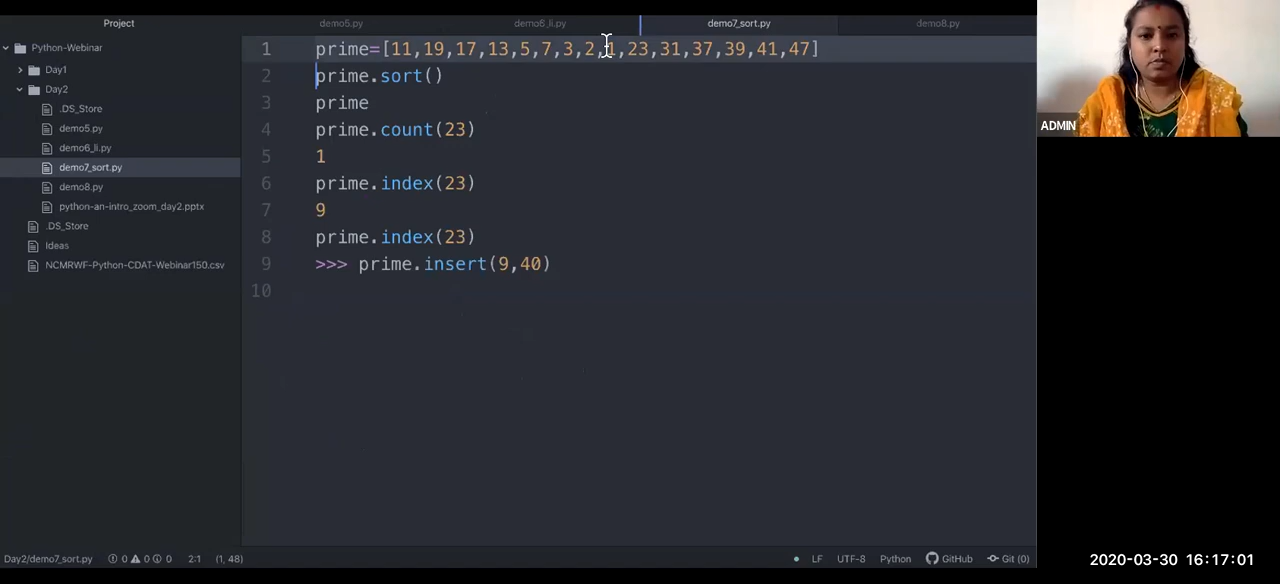 Project
demo5.py
demo6_li.py
demo7_sort.py
demo8.py
Python-Webinar
Day1
Day2
.DS_Store
demo5.py
demo6_li.py
demo7_sort.py
demo8.py
python-an-intro_zoom_day2.pptx
.DS_Store
Ideas
NCMRWF-Python-CDAT-Webinar150.csv
1 prime=[11,19,17,13,5,7,3,2,1,23,31,37,39,41,47]
2 prime.sort()
3 prime
4 prime.count(23)
5 1
6 prime.index(23)
7 9
8 prime.index(23)
9 >>> prime.insert(9,40)
10
ADMIN
Day2/demo7_sort.py 0 0 0 2:1 (1, 48) LF UTF-8 Python GitHub Git (0)
2020-03-30 16:17:01